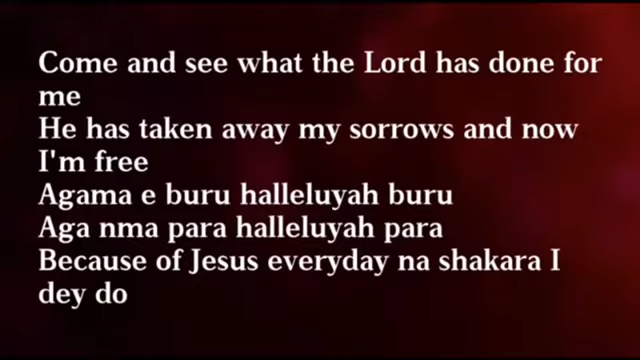 Come and see what the Lord has done for
me
He has taken away my sorrows and now
I'm free
Agama e buru halleluyah buru
Aga nma para halleluyah para
Because of Jesus everyday na shakara I
dey do